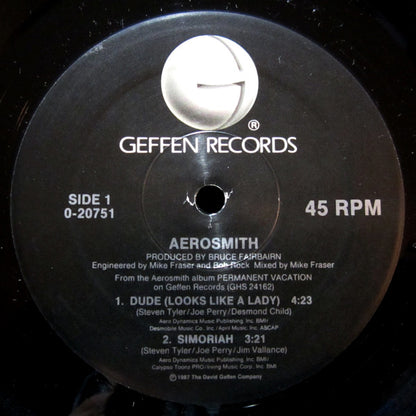 ®
GEFFEN RECORDS
SIDE 1
0-20751
45 RPM
AEROSMITH
PRODUCED BY BRUCE FAIRBAIRN
Engineered by Mike Fraser and Bob Rock Mixed by Mike Fraser
From the Aerosmith album PERMANENT VACATION
on Geffen Records (GHS 24162)
1. DUDE (LOOKS LIKE A LADY) 4:23
(Steven Tyler/Joe Perry/Desmond Child)
Aero Dynamics Music Publishing, Inc. BMI/
Desmobile Music Co. Inc. /April Music Inc. ASCAP
2. SIMORIAH 3:21
(Steven Tyler/Joe Perry/Jim Vallance)
Aero Dynamics Music Publishing, Inc. BMI/
Calypso Toonz PRO/Irving Music Corp. Inc. BMI
©1987 The David Geffen Company